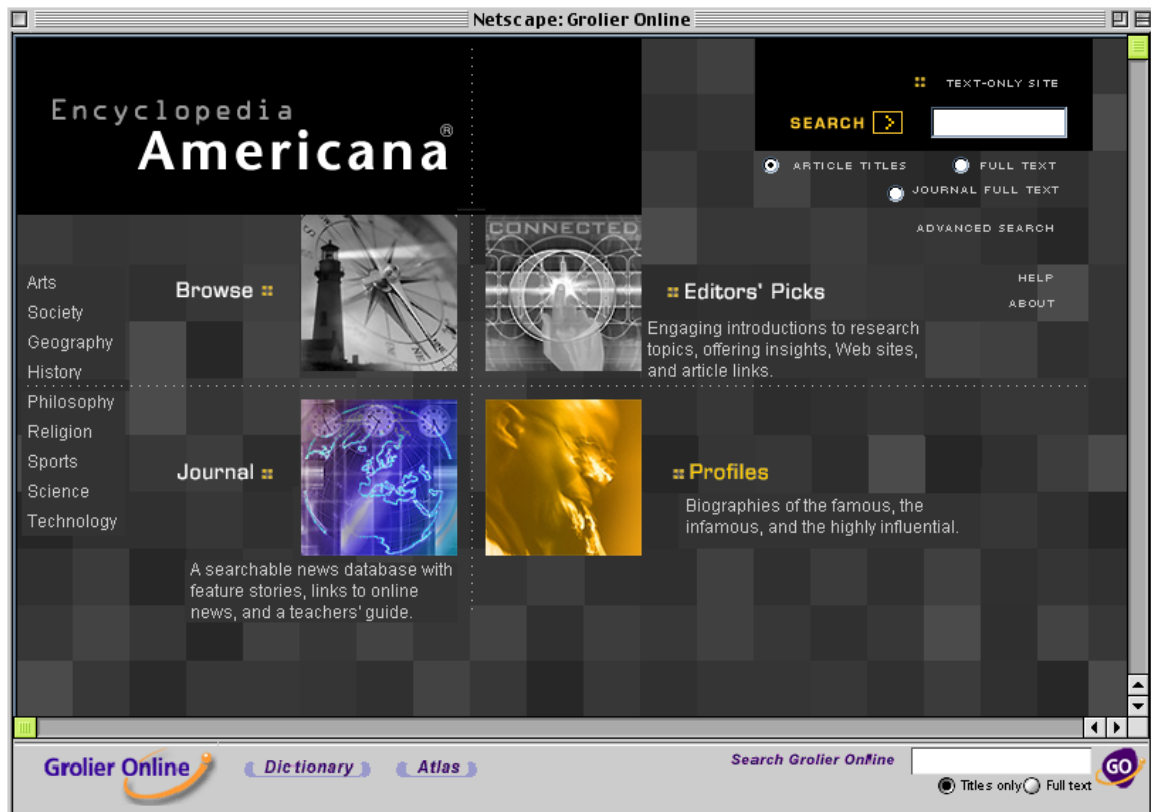 Netscape: Grolier Online
Encyclopedia
Americana®
TEXT-ONLY SITE
SEARCH
ARTICLE TITLES
FULL TEXT
JOURNAL FULL TEXT
ADVANCED SEARCH
HELP
ABOUT
Arts
Society
Geography
History
Philosophy
Religion
Sports
Science
Technology
Browse
CONNECTED
Editors' Picks
Engaging introductions to research
topics, offering insights, Web sites,
and article links.
Journal
A searchable news database with
feature stories, links to online
news, and a teachers' guide.
Profiles
Biographies of the famous, the
infamous, and the highly influential.
Grolier Online
Dictionary
Atlas
Search Grolier Online
GO
Titles only
Full text